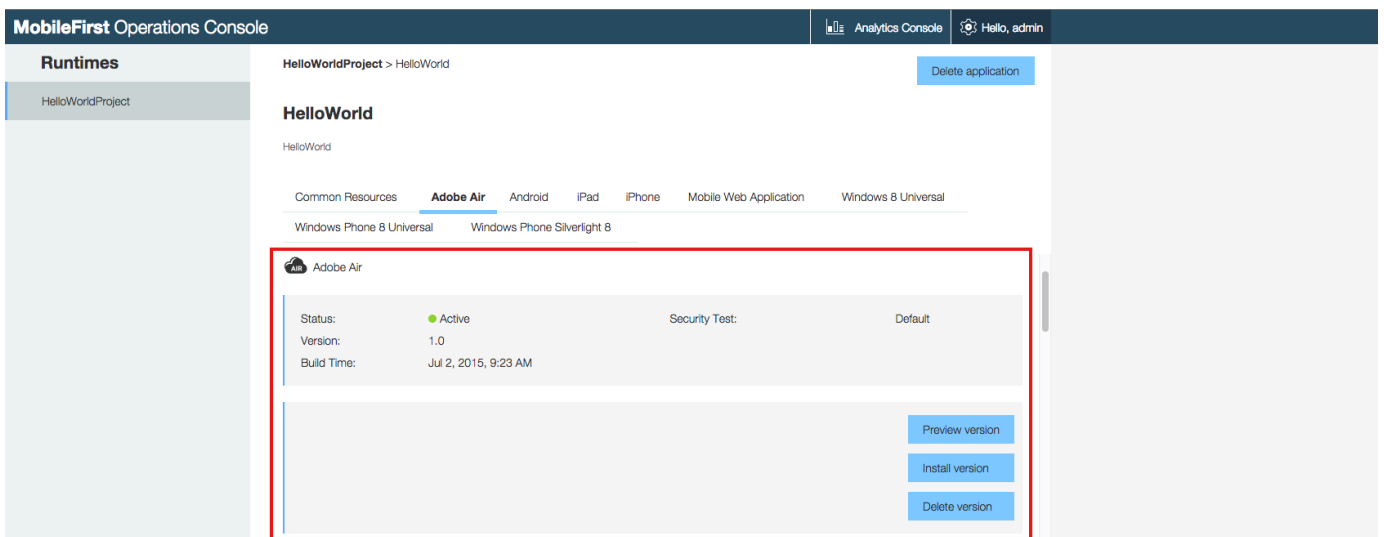 MobileFirst Operations Console
Analytics Console
Hello, admin
Runtimes
HelloWorldProject
HelloWorldProject > HelloWorld
Delete application
HelloWorld
HelloWorld
Common Resources Adobe Air Android iPad iPhone Mobile Web Application Windows 8 Universal
Windows Phone 8 Universal Windows Phone Silverlight 8
AIR Adobe Air
Status: Active Security Test: Default
Version: 1.0
Build Time: Jul 2, 2015, 9:23 AM
Preview version
Install version
Delete version